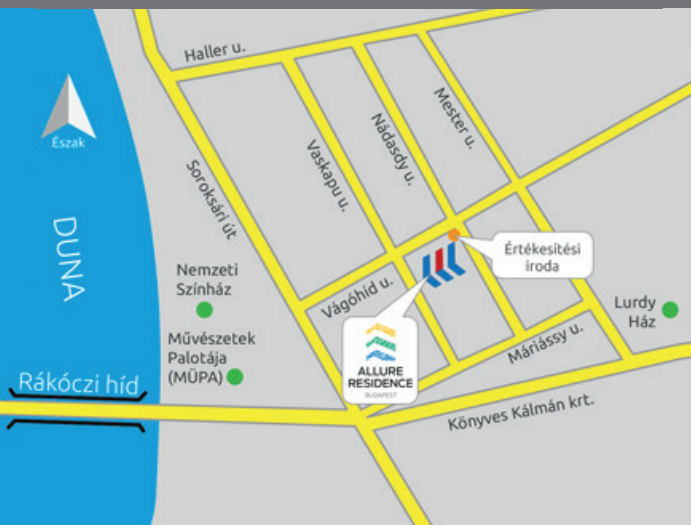 Haller u.
Észak
Mester u.
Nádasdy u.
Vaskapu u.
Soroksári út
DUNA
Értékesítési
iroda
Nemzeti
Színház
Vágóhíd u.
Lurdy
Ház
Művészetek
Palotája
(MÜPA)
Máriássy u.
ALLURE
RESIDENCE
BUDAPEST
Rákóczi híd
Könyves Kálmán krt.